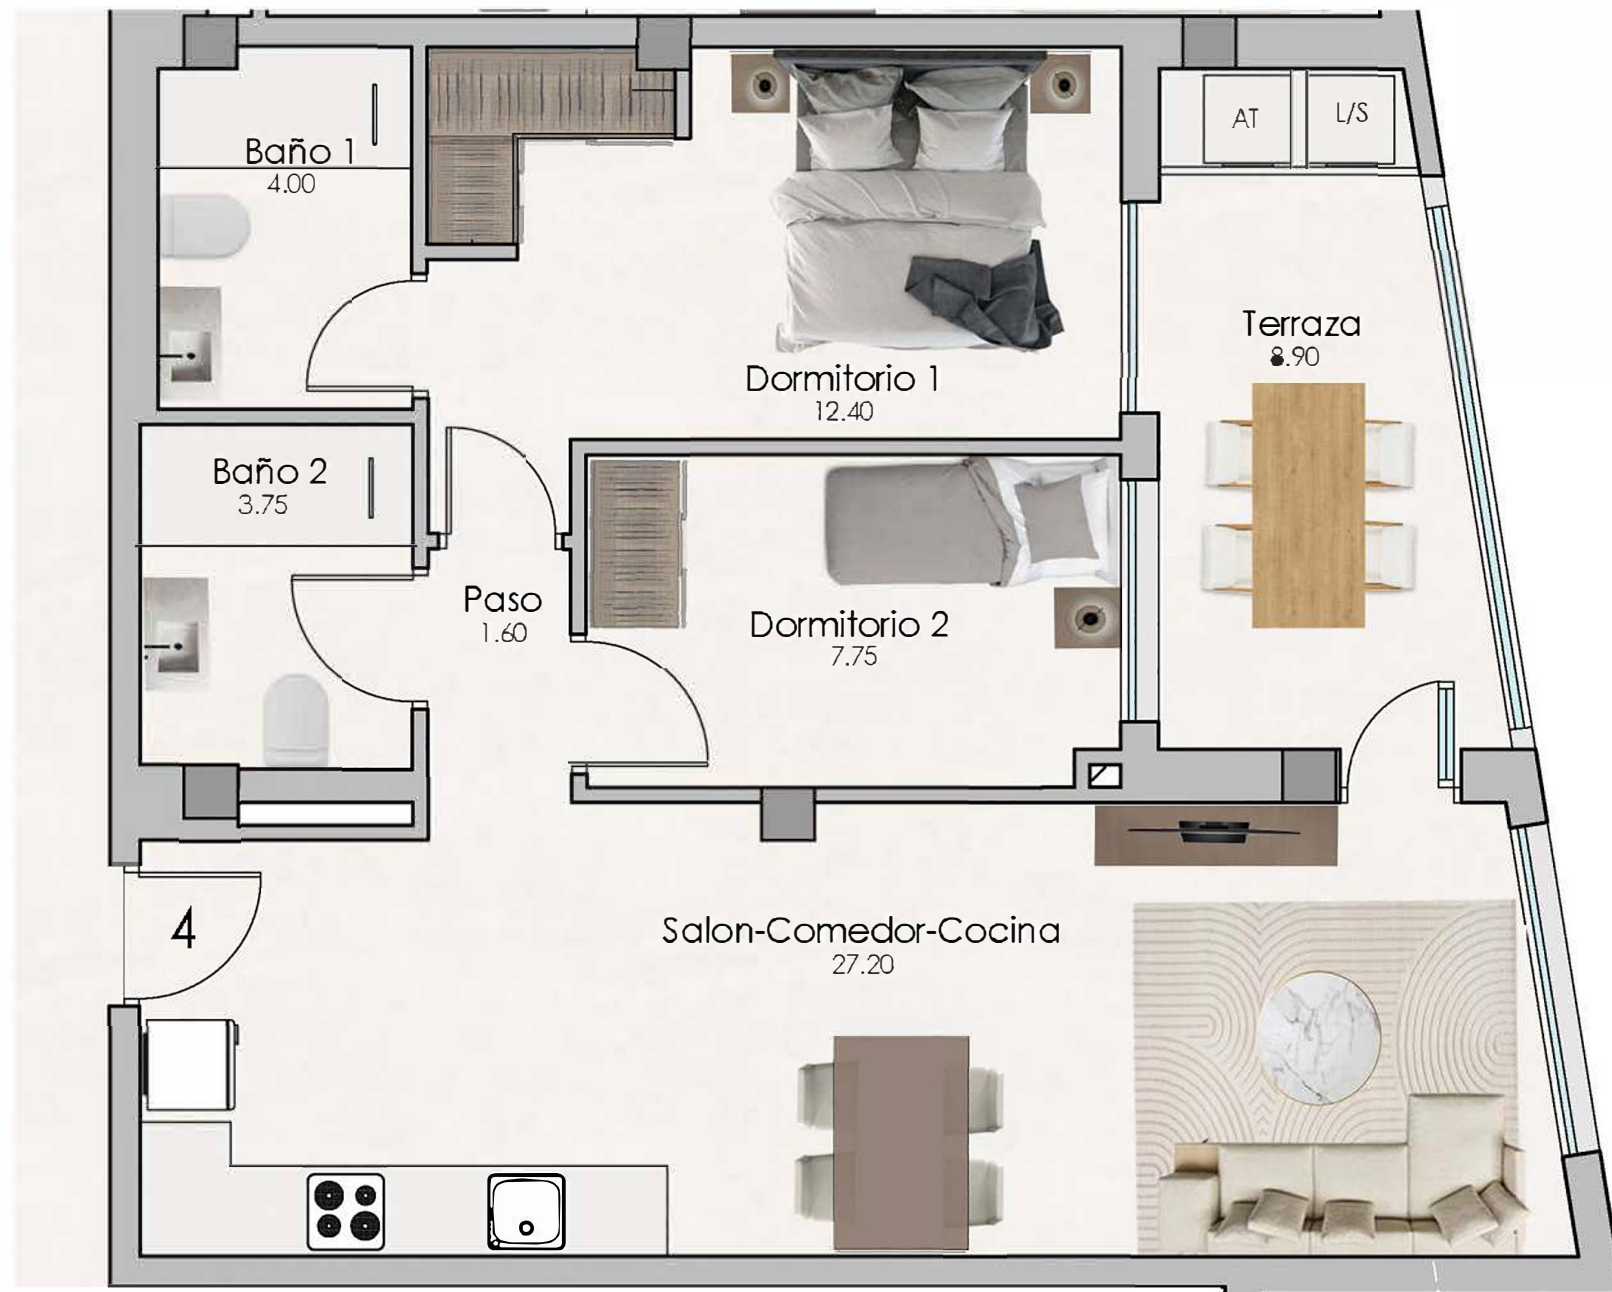 AT
L/S
Baño 1
4.00
Terraza
8.90
Dormitorio 1
12.40
Baño 2
3.75
Paso
1.60
Dormitorio 2
7.75
4
Salon-Comedor-Cocina
27.20